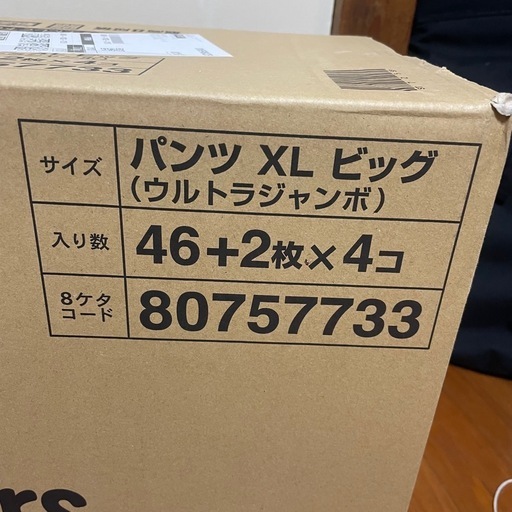 サイズ
パンツ XL ビッグ
(ウルトラジャンボ)
入り数
46+2枚×4コ
8ケタ
コード
80757733
rs